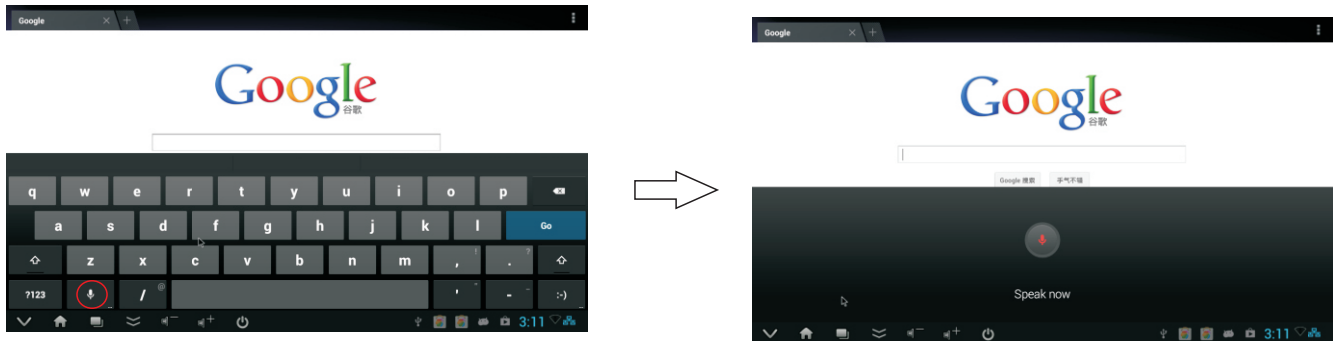 Google
Google
谷歌
q w e r t y u i o p
a s d f g h j k l Go
z x c v b n m , ! . ?
?123 / @ ' " - _ :-)
3:11
Google
Google
谷歌
Google 搜索 手气不错
Speak now
3:11